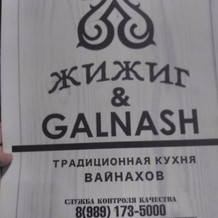 ЖИЖИГ
&
GALNASH
ТРАДИЦИОННАЯ КУХНЯ
ВАЙНАХОВ
СЛУЖБА КОНТРОЛЯ КАЧЕСТВА
8(989) 173-5000